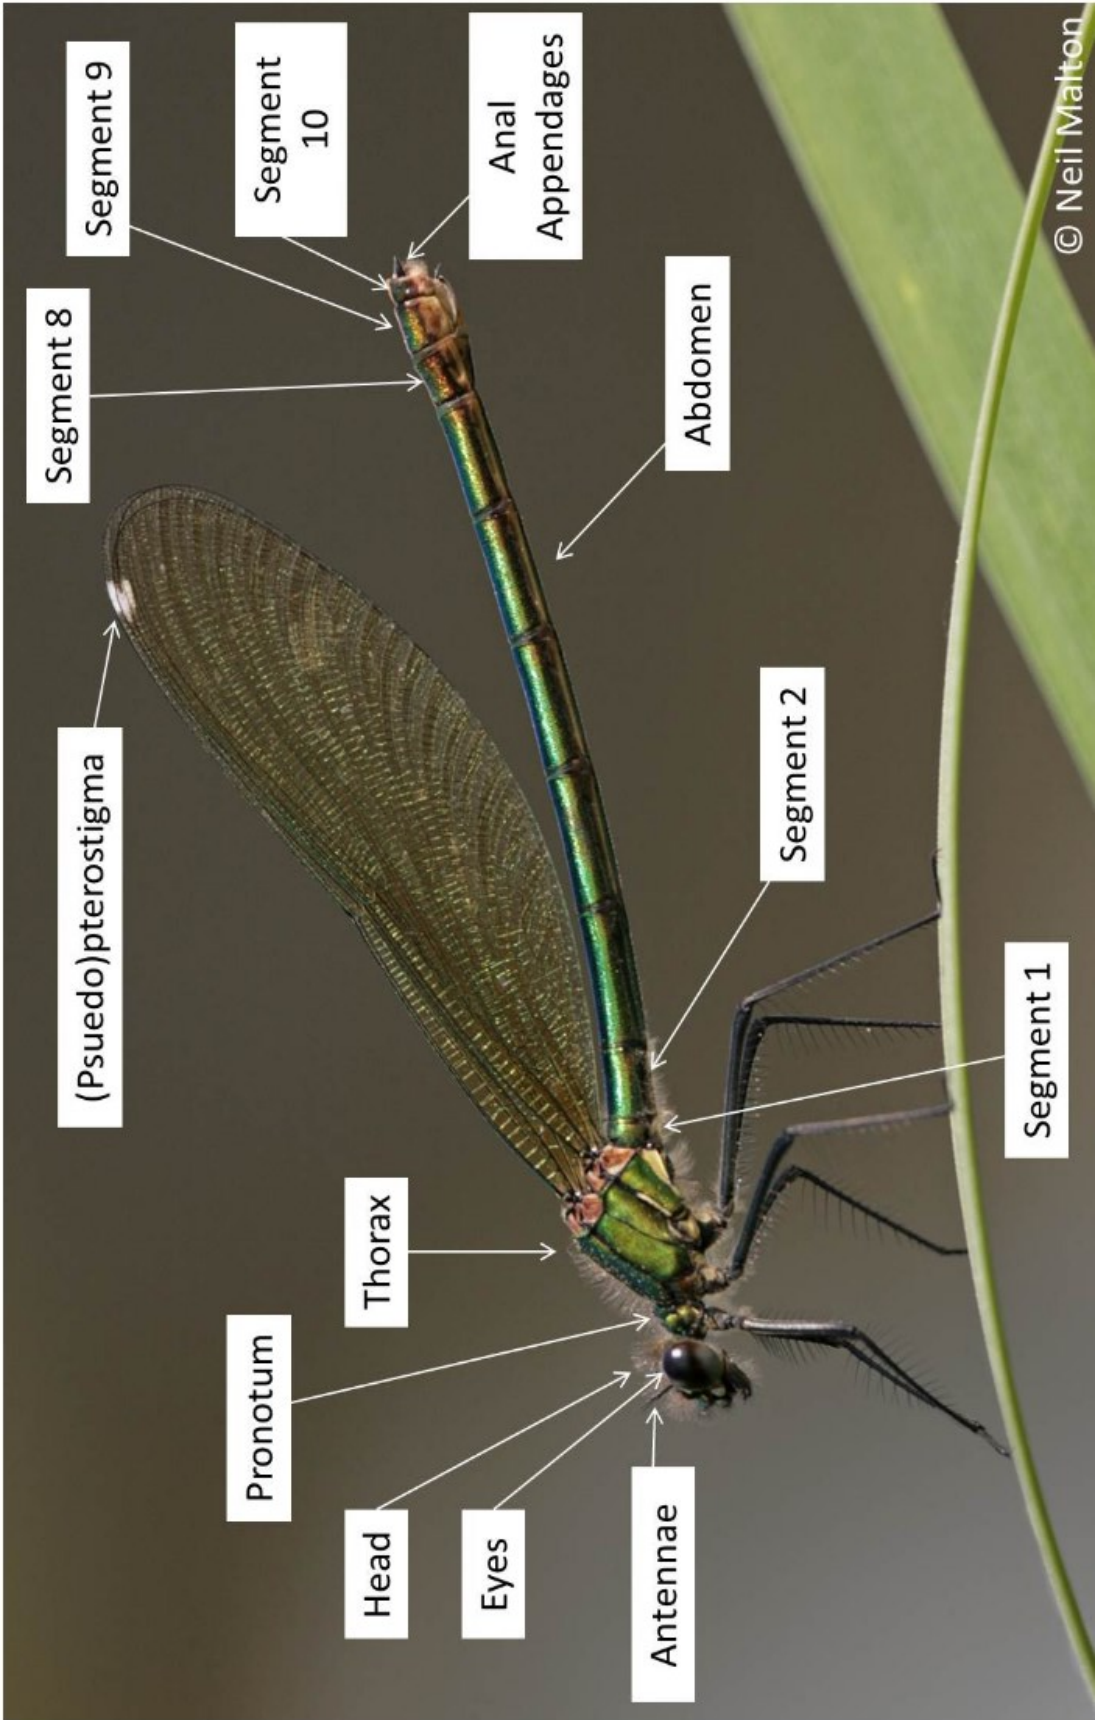 (Psuedo)pterostigma
Segment 8
Segment 9
Pronotum
Segment
10
Head
Thorax
Eyes
Anal
Appendages
Antennae
Abdomen
Segment 2
Segment 1
© Neil Malton